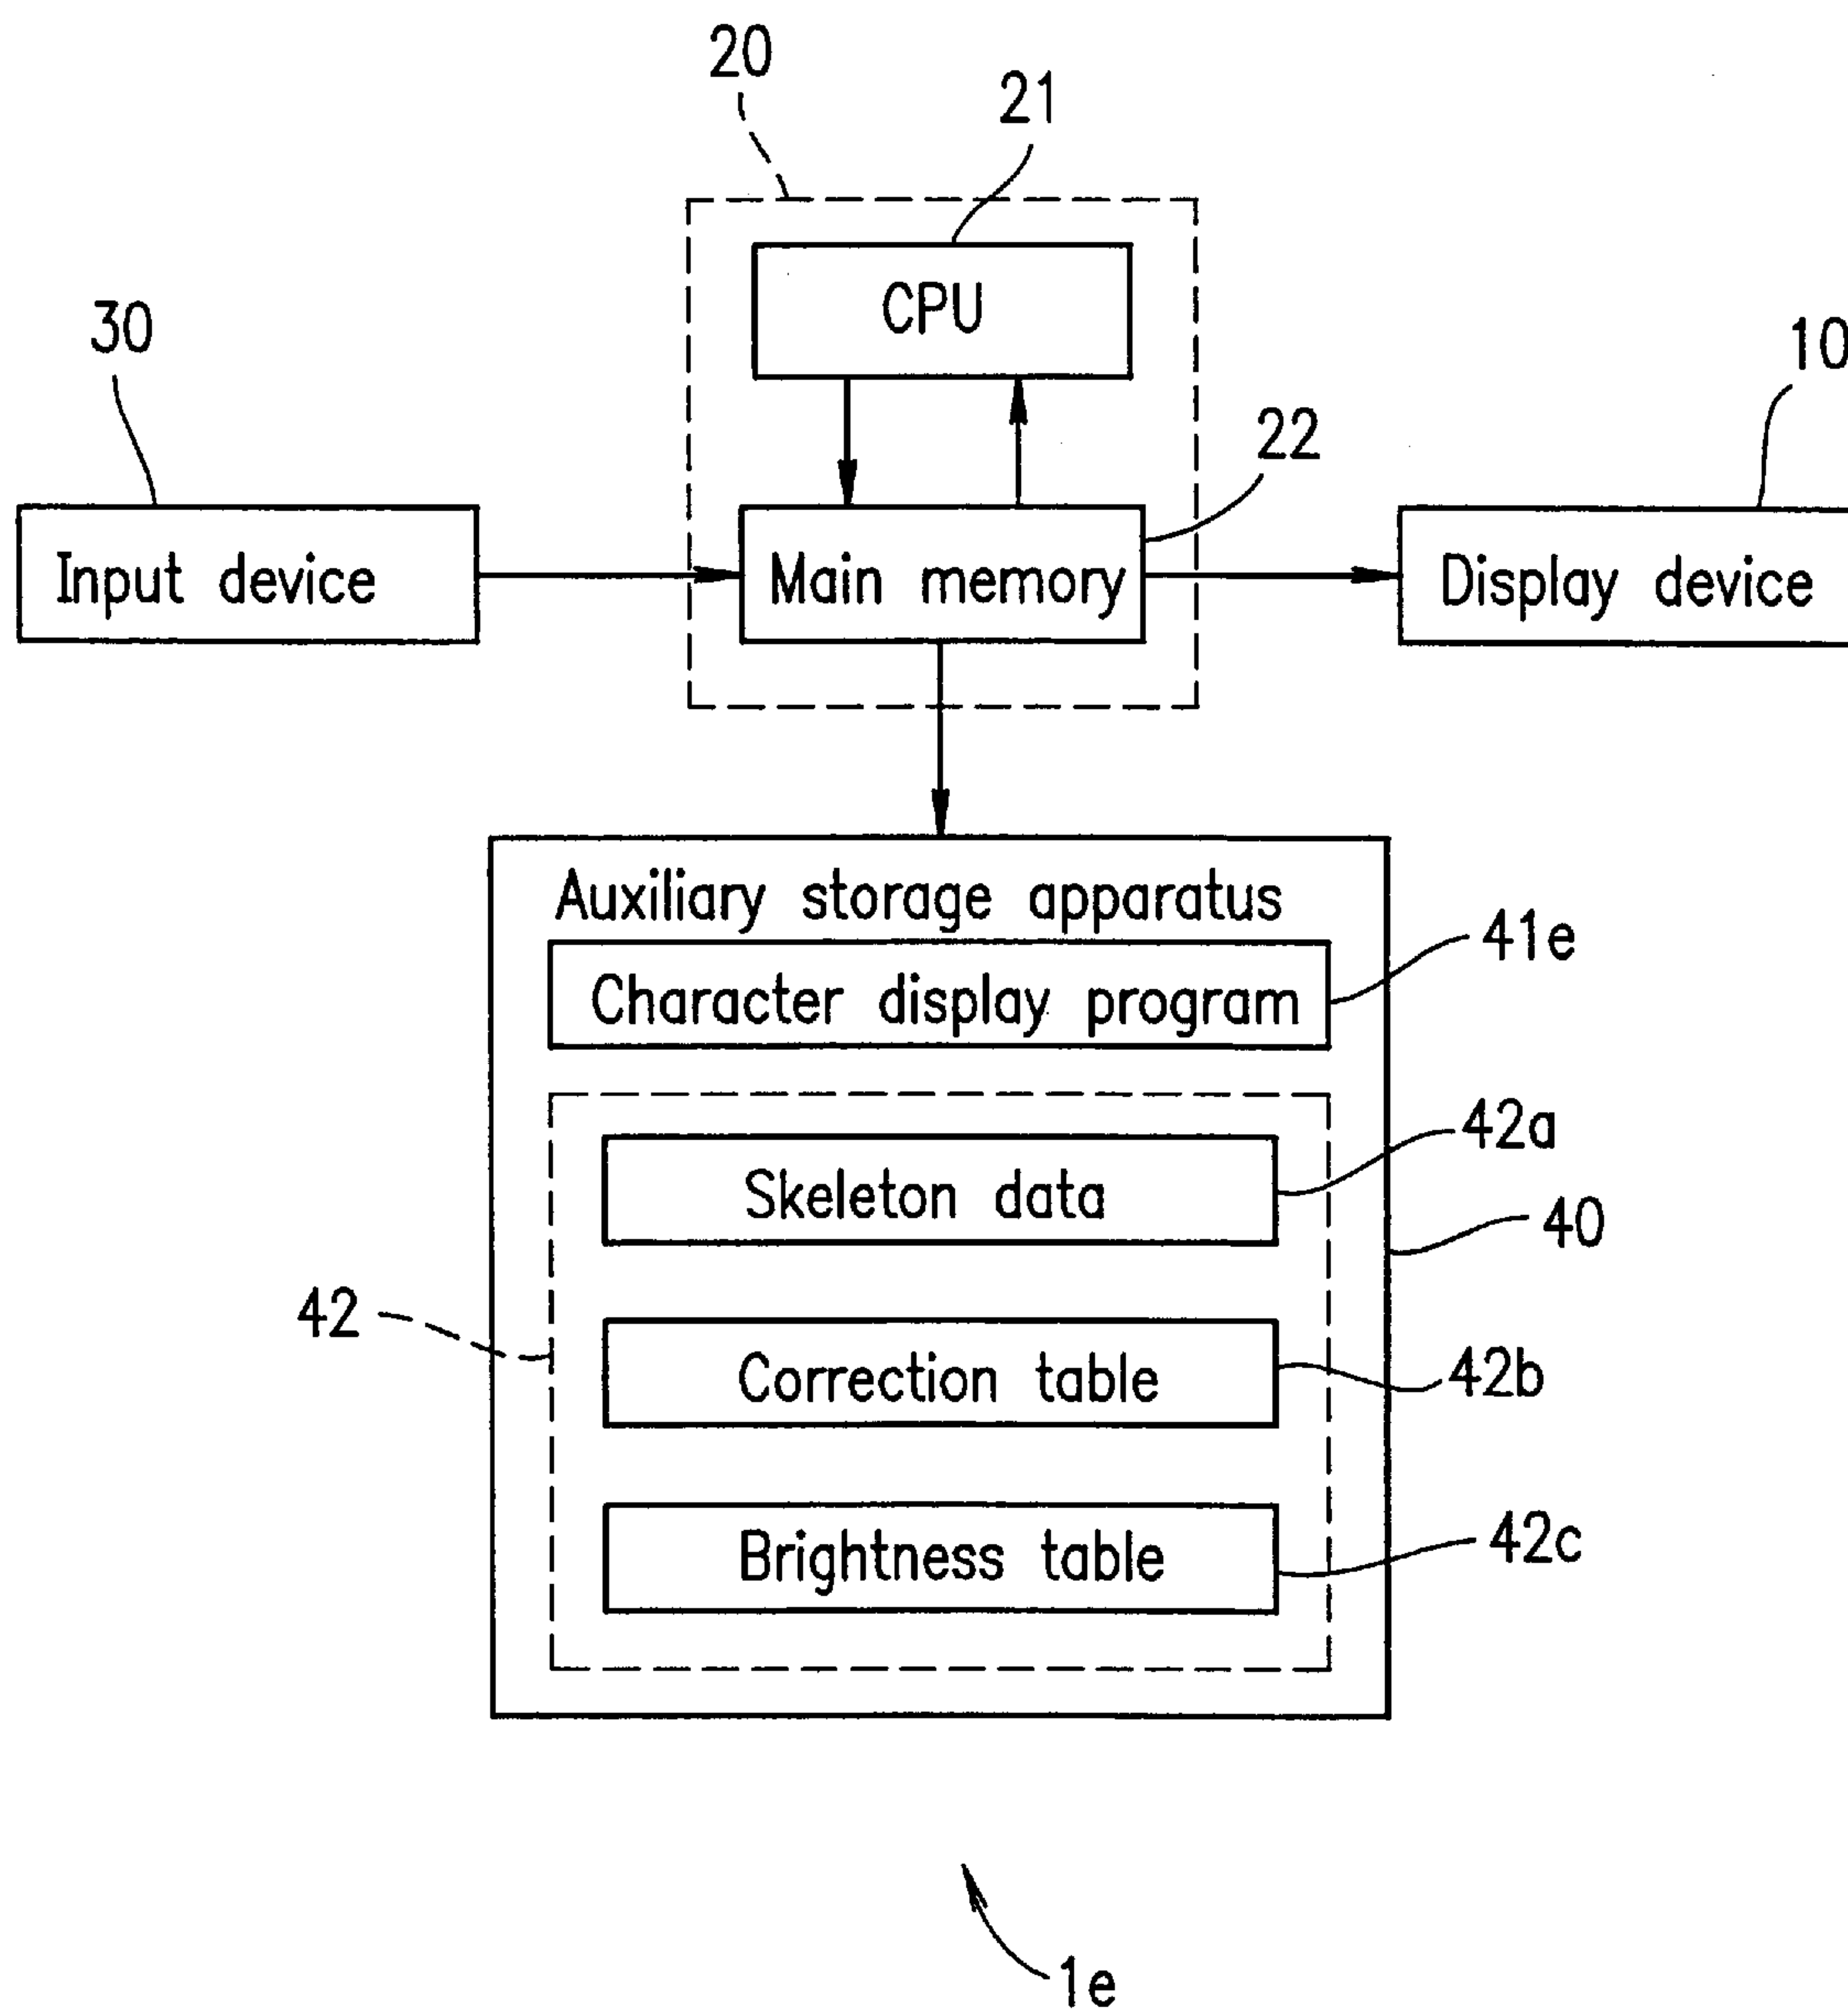 20
21
CPU
30
10
22
Input device
Main memory
Display device
Auxiliary storage apparatus
41e
Character display program
42a
Skeleton data
40
42
Correction table
42b
Brightness table
42c
1e